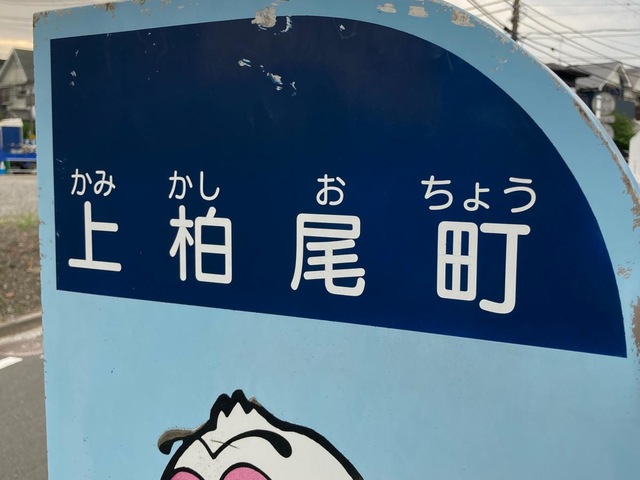 かみ かし お ちょう
上柏尾町